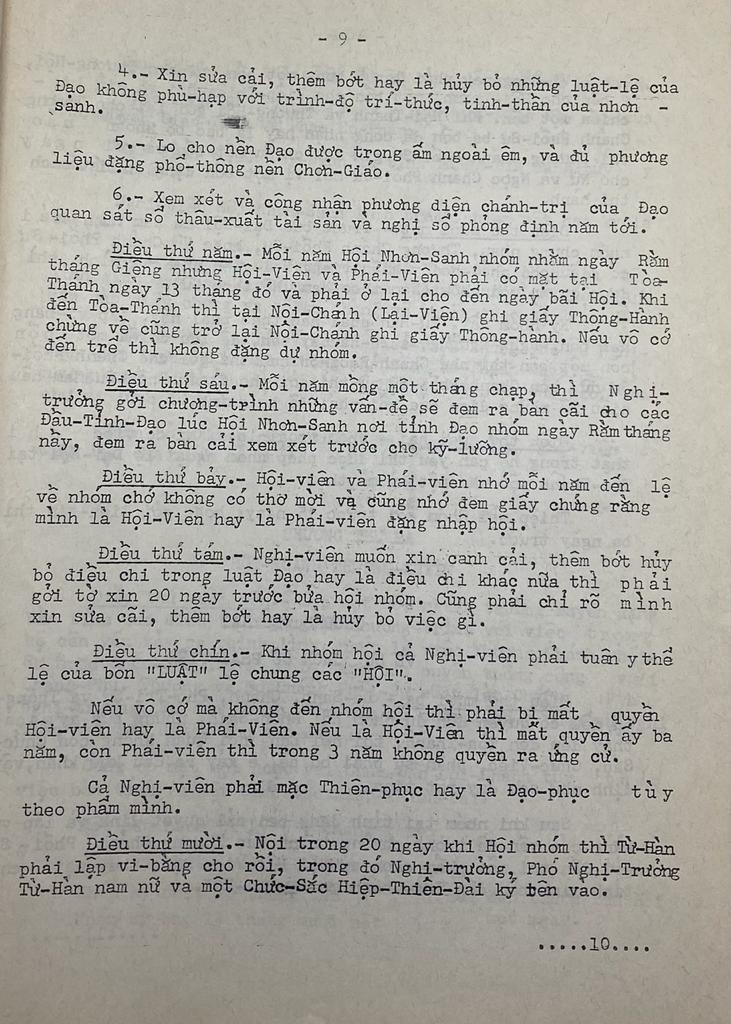 - 9 -
4.- Xin sửa cải, thêm bớt hay là hủy bỏ những luật-lệ của
Đạo không phù-hạp với trình-độ trí-thức, tinh-thần của nhơn -
sanh.
5.- Lo cho nền Đạo được trong ấm ngoài êm, và đủ phương
liệu đặng phổ-thông nền Chơn-Giáo.
6.- Xem xét và công nhận phương diện chánh-trị của Đạo
quan sát sổ thâu-xuất tài sản và nghị số phỏng định năm tới.
Điều thứ năm.- Mỗi năm Hội Nhơn-Sanh nhóm nhằm ngày Rằm
tháng Giêng nhưng Hội-Viên và Phái-Viên phải có mặt tại Tòa-
Thánh ngày 13 tháng đó và phải ở lại cho đến ngày bãi Hội. Khi
đến Tòa-Thánh thì tại Nội-Chánh (Lại-Viện) ghi giấy Thông-Hành
chừng về cũng trở lại Nội-Chánh ghi giấy Thông-hành. Nếu vô cớ
đến trể thì không đặng dự nhóm.
Điều thứ sáu.- Mỗi năm mồng một tháng chạp, thì Nghị-
trưởng gởi chương-trình những vấn-đề sẽ đem ra bàn cãi cho các
Đầu-Tỉnh-Đạo lúc Hội Nhơn-Sanh nơi tỉnh Đạo nhóm ngày Rằm tháng
nầy, đem ra bàn cải xem xét trước cho kỹ-lưỡng.
Điều thứ bảy.- Hội-viên và Phái-viên nhớ mỗi năm đến lệ
về nhóm chớ không có thơ mời và cũng nhớ đem giấy chứng rằng
mình là Hội-Viên hay là Phái-viên đặng nhập hội.
Điều thứ tám.- Nghị-viên muốn xin canh cải, thêm bớt hủy
bỏ điều chi trong luật Đạo hay là điều chi khác nữa thì phải
gởi tờ xin 20 ngày trước bửa hội nhóm. Cũng phải chỉ rõ mình
xin sửa cãi, thêm bớt hay là hủy bỏ việc gì.
Điều thứ chín.- Khi nhóm hội cả Nghị-viên phải tuân y thể
lệ của bổn "LUẬT" lệ chung các "HỘI".
Nếu vô cớ mà không đến nhóm hội thì phải bị mất quyền
Hội-viên hay là Phái-Viên. Nếu là Hội-Viên thì mất quyền ấy ba
năm, còn Phái-viên thì trong 3 năm không quyền ra ứng cử.
Cả Nghị-viên phải mặc Thiên-phục hay là Đạo-phục tùy
theo phẩm mình.
Điều thứ mười.- Nội trong 20 ngày khi Hội nhóm thì Từ-Hàn
phải lập vi-bằng cho rồi, trong đó Nghị-trưởng, Phó Nghị-Trưởng
Từ-Hàn nam nữ và một Chức-Sắc Hiệp-Thiên-Đài ký tên vào.
.....10....